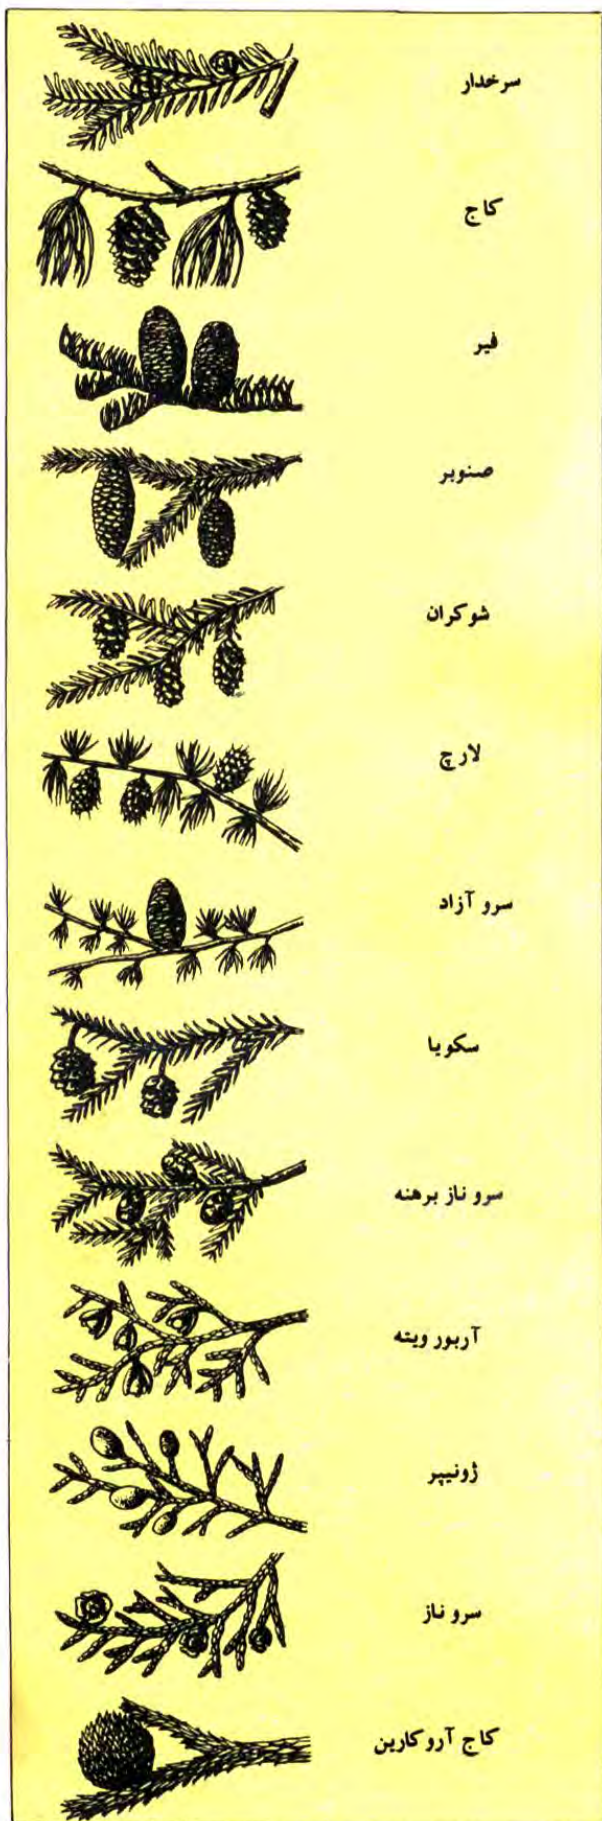 سرخدار
کاج
فیر
صنوبر
شوکران
لارچ
سرو آزاد
سکویا
سرو ناز برهنه
آربور ویته
ژونیپر
سرو ناز
کاج آروکارین